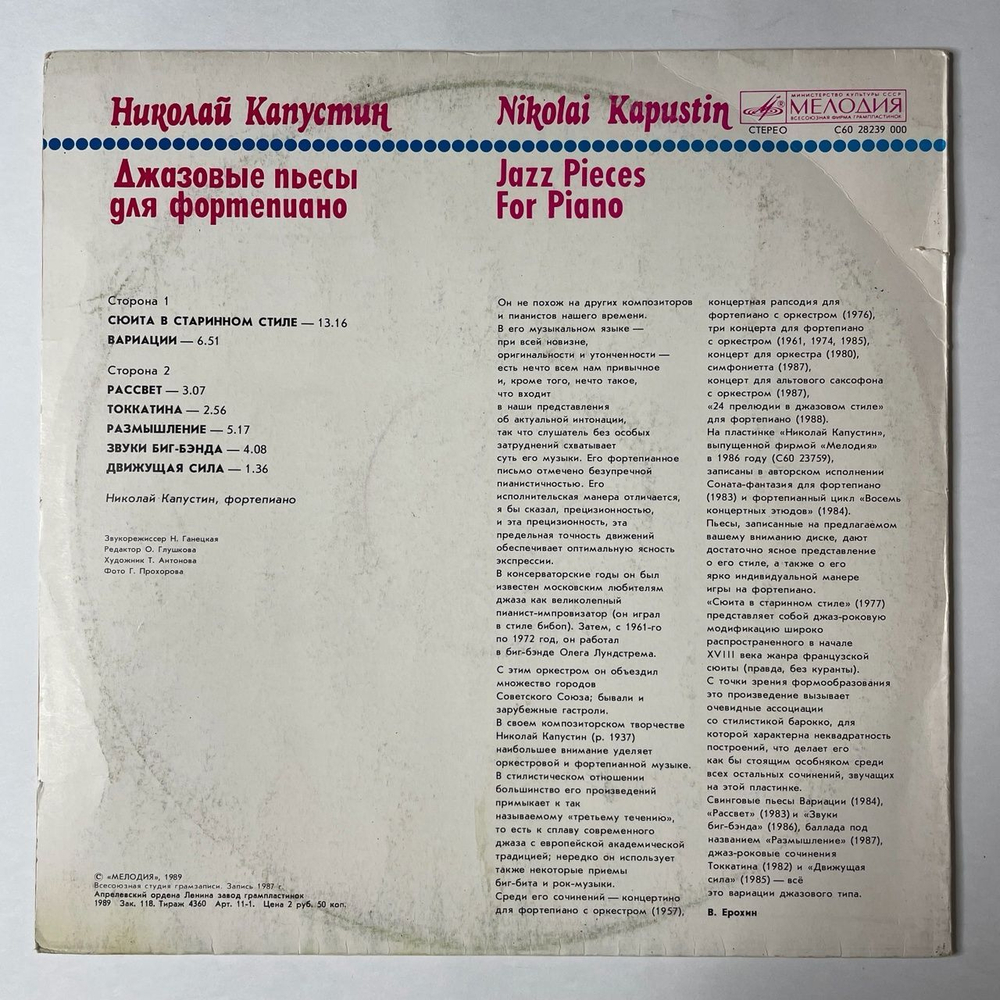 Николай Капустин
Nikolai Kapustin
МИНИСТЕРСТВО КУЛЬТУРЫ СССР
МЕЛОДИЯ
ВСЕСОЮЗНАЯ ФИРМА ГРАМПЛАСТИНОК
СТЕРЕО С60 28239 000
Джазовые пьесы
для фортепиано
Jazz Pieces
For Piano
Сторона 1
СЮИТА В СТАРИННОМ СТИЛЕ — 13.16
ВАРИАЦИИ — 6.51
Сторона 2
РАССВЕТ — 3.07
ТОККАТИНА — 2.56
РАЗМЫШЛЕНИЕ — 5.17
ЗВУКИ БИГ-БЭНДА — 4.08
ДВИЖУЩАЯ СИЛА — 1.36
Николай Капустин, фортепиано
Звукорежиссер Н. Ганецкая
Редактор О. Глушкова
Художник Т. Антонова
Фото Г. Прохорова
© «МЕЛОДИЯ», 1989
Всесоюзная студия грамзаписи. Запись 1987 г.
Апрелевский ордена Ленина завод грампластинок
1989 Зак. 118. Тираж 4360 Арт. 11-1. Цена 2 руб. 50 коп.
Он не похож на других композиторов
и пианистов нашего времени.
В его музыкальном языке —
при всей новизне,
оригинальности и утонченности —
есть нечто всем нам привычное
и, кроме того, нечто такое,
что входит
в наши представления
об актуальной интонации,
так что слушатель без особых
затруднений схватывает
суть его музыки. Его фортепианное
письмо отмечено безупречной
пианистичностью. Его
исполнительская манера отличается,
я бы сказал, прецизионностью,
и эта прецизионность, эта
предельная точность движений
обеспечивает оптимальную ясность
экспрессии.
В консерваторские годы он был
известен московским любителям
джаза как великолепный
пианист-импровизатор (он играл
в стиле бибоп). Затем, с 1961-го
по 1972 год, он работал
в биг-бэнде Олега Лундстрема.
С этим оркестром он объездил
множество городов
Советского Союза; бывали и
зарубежные гастроли.
В своем композиторском творчестве
Николай Капустин (р. 1937)
наибольшее внимание уделяет
оркестровой и фортепианной музыке.
В стилистическом отношении
большинство его произведений
примыкает к так
называемому «третьему течению»,
то есть к сплаву современного
джаза с европейской академической
традицией; нередко он использует
также некоторые приемы
биг-бита и рок-музыки.
Среди его сочинений — концертино
для фортепиано с оркестром (1957),
концертная рапсодия для
фортепиано с оркестром (1976),
три концерта для фортепиано
с оркестром (1961, 1974, 1985),
концерт для оркестра (1980),
симфониетта (1987),
концерт для альтового саксофона
с оркестром (1987),
«24 прелюдии в джазовом стиле»
для фортепиано (1988).
На пластинке «Николай Капустин»,
выпущенной фирмой «Мелодия»
в 1986 году (С60 23759),
записаны в авторском исполнении
Соната-фантазия для фортепиано
(1983) и фортепианный цикл «Восемь
концертных этюдов» (1984).
Пьесы, записанные на предлагаемом
вашему вниманию диске, дают
достаточно ясное представление
о его стиле, а также о его
ярко индивидуальной манере
игры на фортепиано.
«Сюита в старинном стиле» (1977)
представляет собой джаз-роковую
модификацию широко
распространенного в начале
XVIII века жанра французской
сюиты (правда, без куранты).
С точки зрения формообразования
это произведение вызывает
очевидные ассоциации
со стилистикой барокко, для
которой характерна неквадратность
построений, что делает его
как бы стоящим особняком среди
всех остальных сочинений, звучащих
на этой пластинке.
Свинговые пьесы Вариации (1984),
«Рассвет» (1983) и «Звуки
биг-бэнда» (1986), баллада под
названием «Размышление» (1987),
джаз-роковые сочинения
Токкатина (1982) и «Движущая
сила» (1985) — всё
это вариации джазового типа.
В. Ерохин